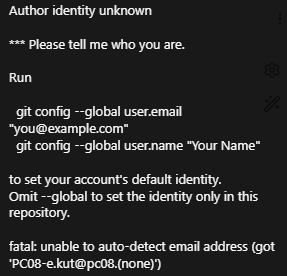 Author identity unknown
*** Please tell me who you are.
Run
git config --global user.email
"you@example.com"
git config --global user.name "Your Name"
to set your account's default identity.
Omit --global to set the identity only in this
repository.
fatal: unable to auto-detect email address (got
'PC08-e.kut@pc08.(none)')